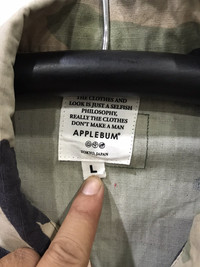 THE CLOTHES AND
LOOK IS JUST A SELFISH
PHILOSOPHY,
REALLY THE CLOTHES
DON'T MAKE A MAN
APPLEBUM®
TOKYO, JAPAN
L